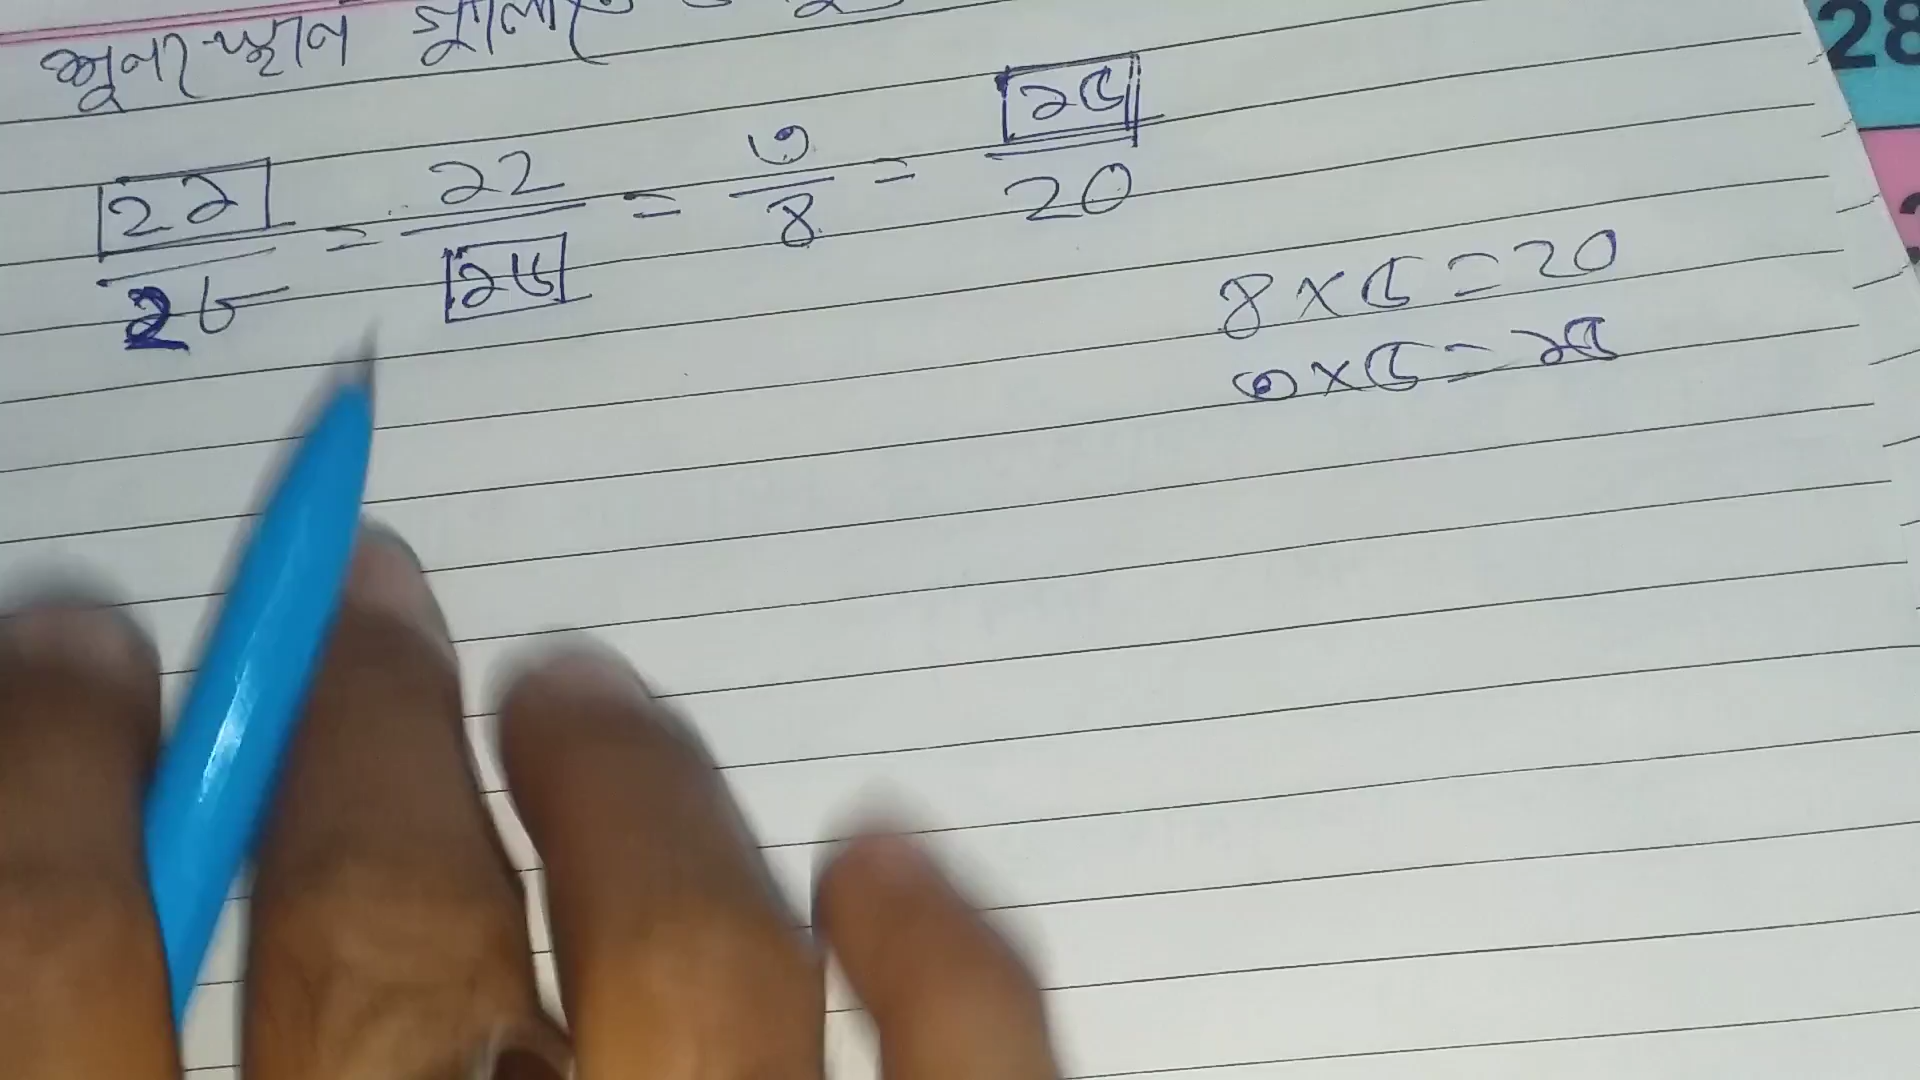 শূন্যস্থান গুলো
২১/২৮ = ১২/১৬ = ৩/৪ = ১৫/২০
৪ × ৫ = ২০
৩ × ৫ = ১৫
28